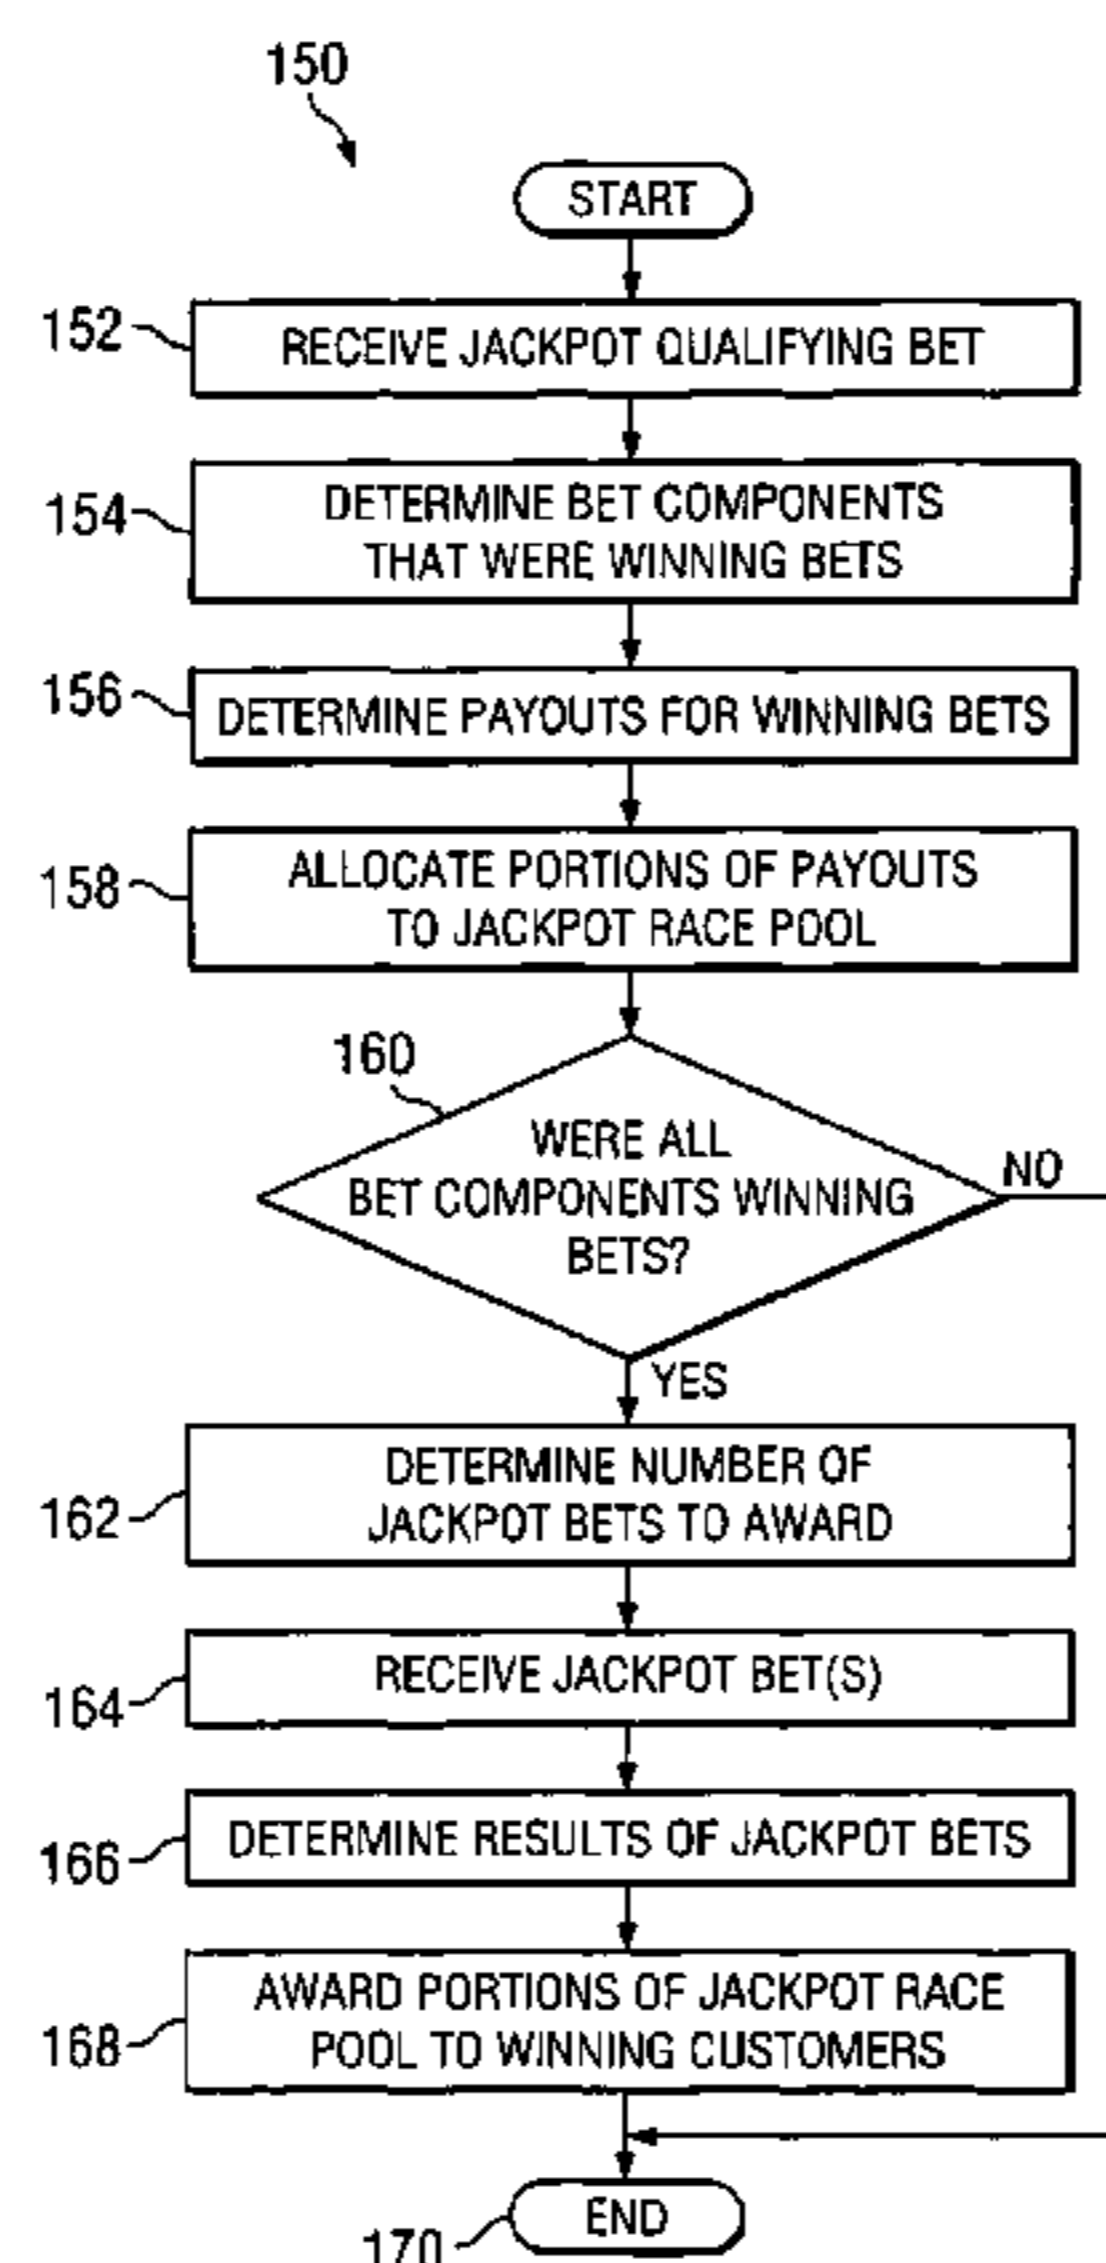 150
START
152
RECEIVE JACKPOT QUALIFYING BET
154
DETERMINE BET COMPONENTS
THAT WERE WINNING BETS
156
DETERMINE PAYOUTS FOR WINNING BETS
158
ALLOCATE PORTIONS OF PAYOUTS
TO JACKPOT RACE POOL
160
WERE ALL
BET COMPONENTS WINNING
BETS?
NO
YES
162
DETERMINE NUMBER OF
JACKPOT BETS TO AWARD
164
RECEIVE JACKPOT BET(S)
166
DETERMINE RESULTS OF JACKPOT BETS
168
AWARD PORTIONS OF JACKPOT RACE
POOL TO WINNING CUSTOMERS
END
170